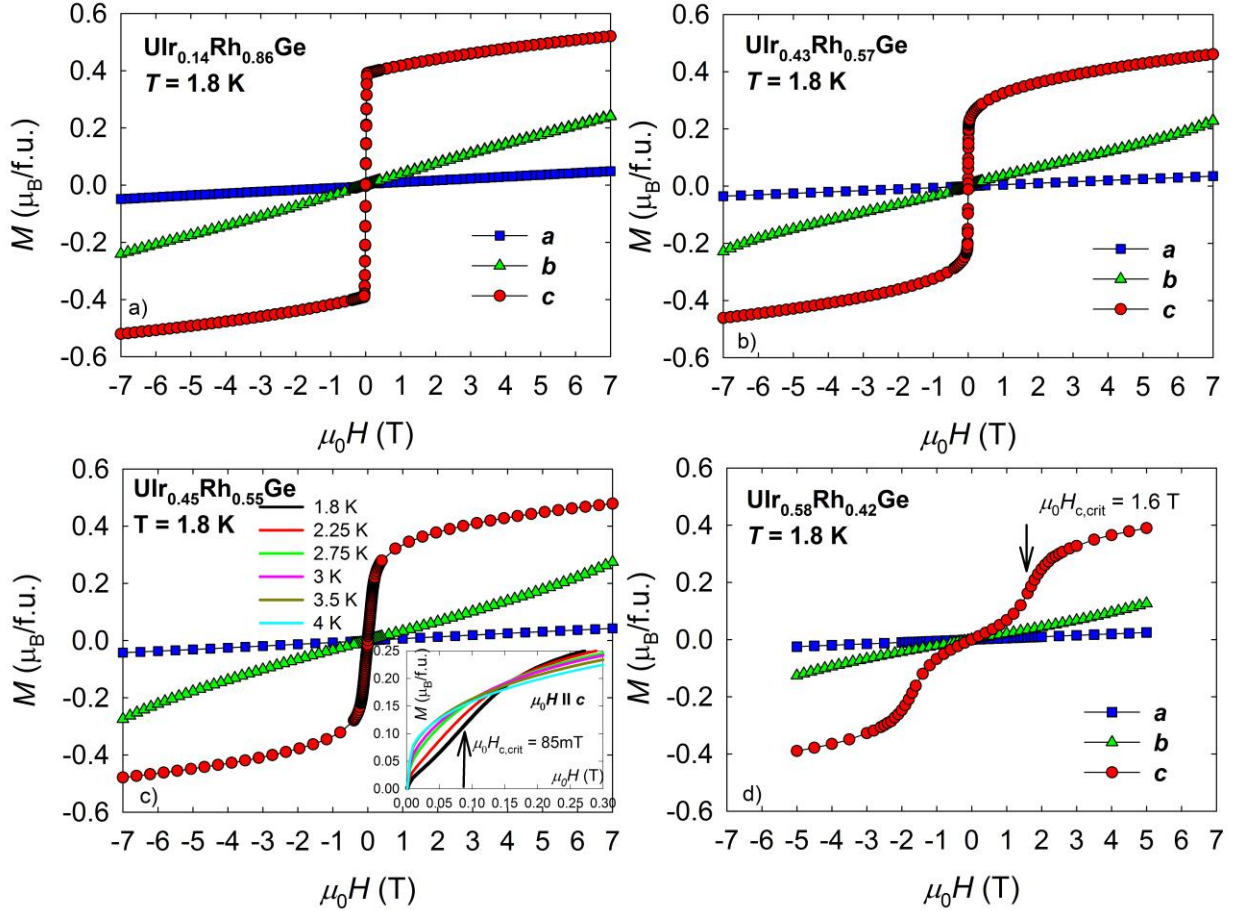 UIr0.14Rh0.86Ge
T = 1.8 K
M (μB/f.u.)
0.6
0.4
0.2
0.0
-0.2
-0.4
-0.6
a
b
c
a)
-7 -6 -5 -4 -3 -2 -1 0 1 2 3 4 5 6 7
μ0H (T)
UIr0.43Rh0.57Ge
T = 1.8 K
M (μB/f.u.)
0.6
0.4
0.2
0.0
-0.2
-0.4
-0.6
a
b
c
b)
-7 -6 -5 -4 -3 -2 -1 0 1 2 3 4 5 6 7
μ0H (T)
UIr0.45Rh0.55Ge
T = 1.8 K
1.8 K
2.25 K
2.75 K
3 K
3.5 K
4 K
M (μB/f.u.)
0.6
0.4
0.2
0.0
-0.2
-0.4
-0.6
M (μB/f.u.)
0.25
0.20
0.15
0.10
0.05
0.00
μ0H II c
μ0Hc,crit = 85mT
μ0H (T)
0.00 0.05 0.10 0.15 0.20 0.25 0.30
c)
-7 -6 -5 -4 -3 -2 -1 0 1 2 3 4 5 6 7
μ0H (T)
UIr0.58Rh0.42Ge
T = 1.8 K
μ0Hc,crit = 1.6 T
M (μB/f.u.)
0.6
0.4
0.2
0.0
-0.2
-0.4
-0.6
a
b
c
d)
-7 -6 -5 -4 -3 -2 -1 0 1 2 3 4 5 6 7
μ0H (T)